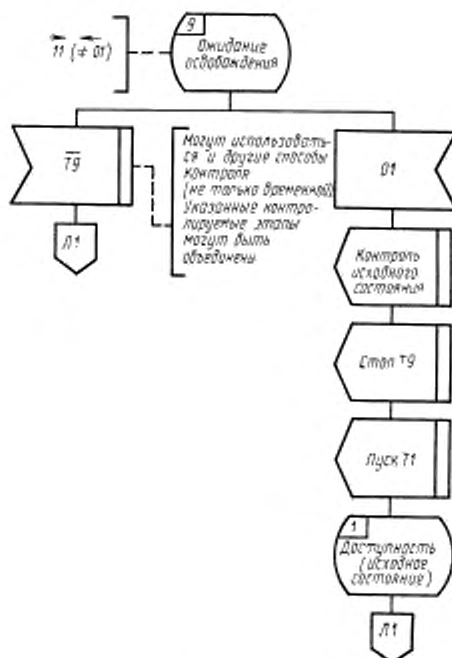 9
Ожидание
освобождения
11 (≠ 01)
T9
Могут использовать-
ся и другие способы
контроля
(не только временной).
Указанные контро-
лируемые этапы
могут быть
объединены
01
Л1
Контроль
исходного
состояния
Стоп T9
Пуск T1
1
Доступность
(исходное
состояние)
Л1